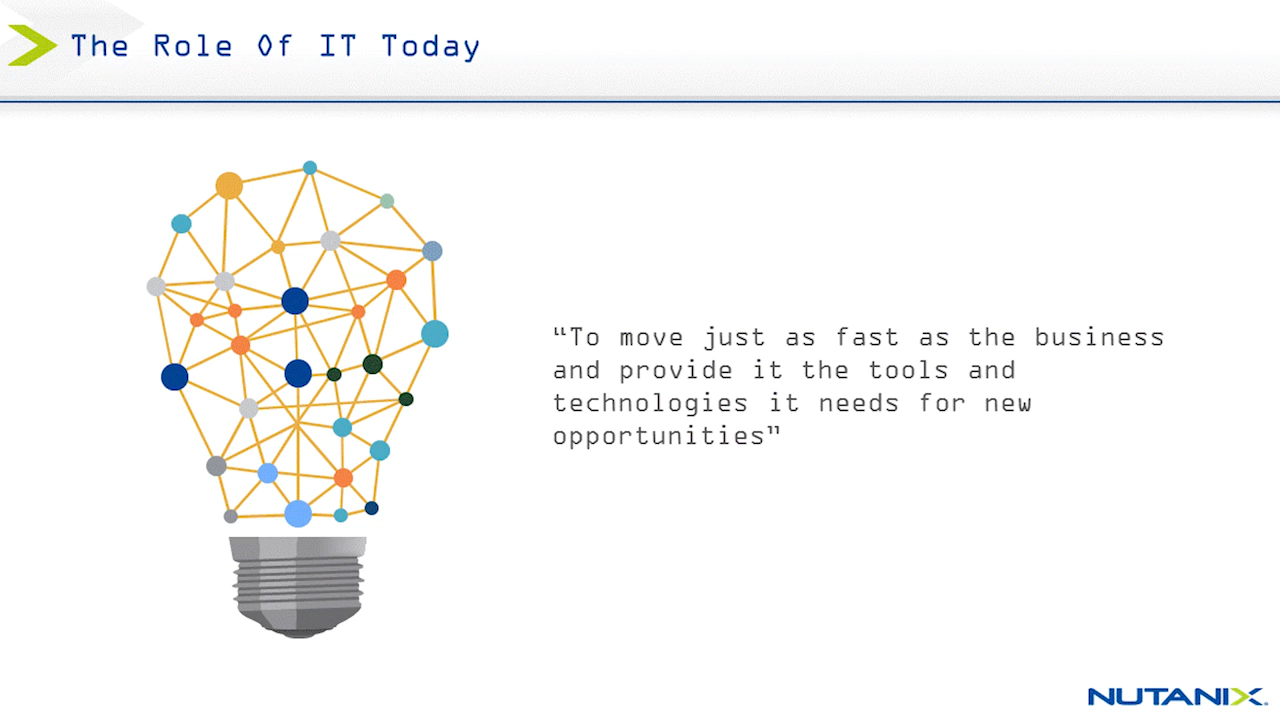 The Role Of IT Today
“To move just as fast as the business
and provide it the tools and
technologies it needs for new
opportunities”
NUTANIX